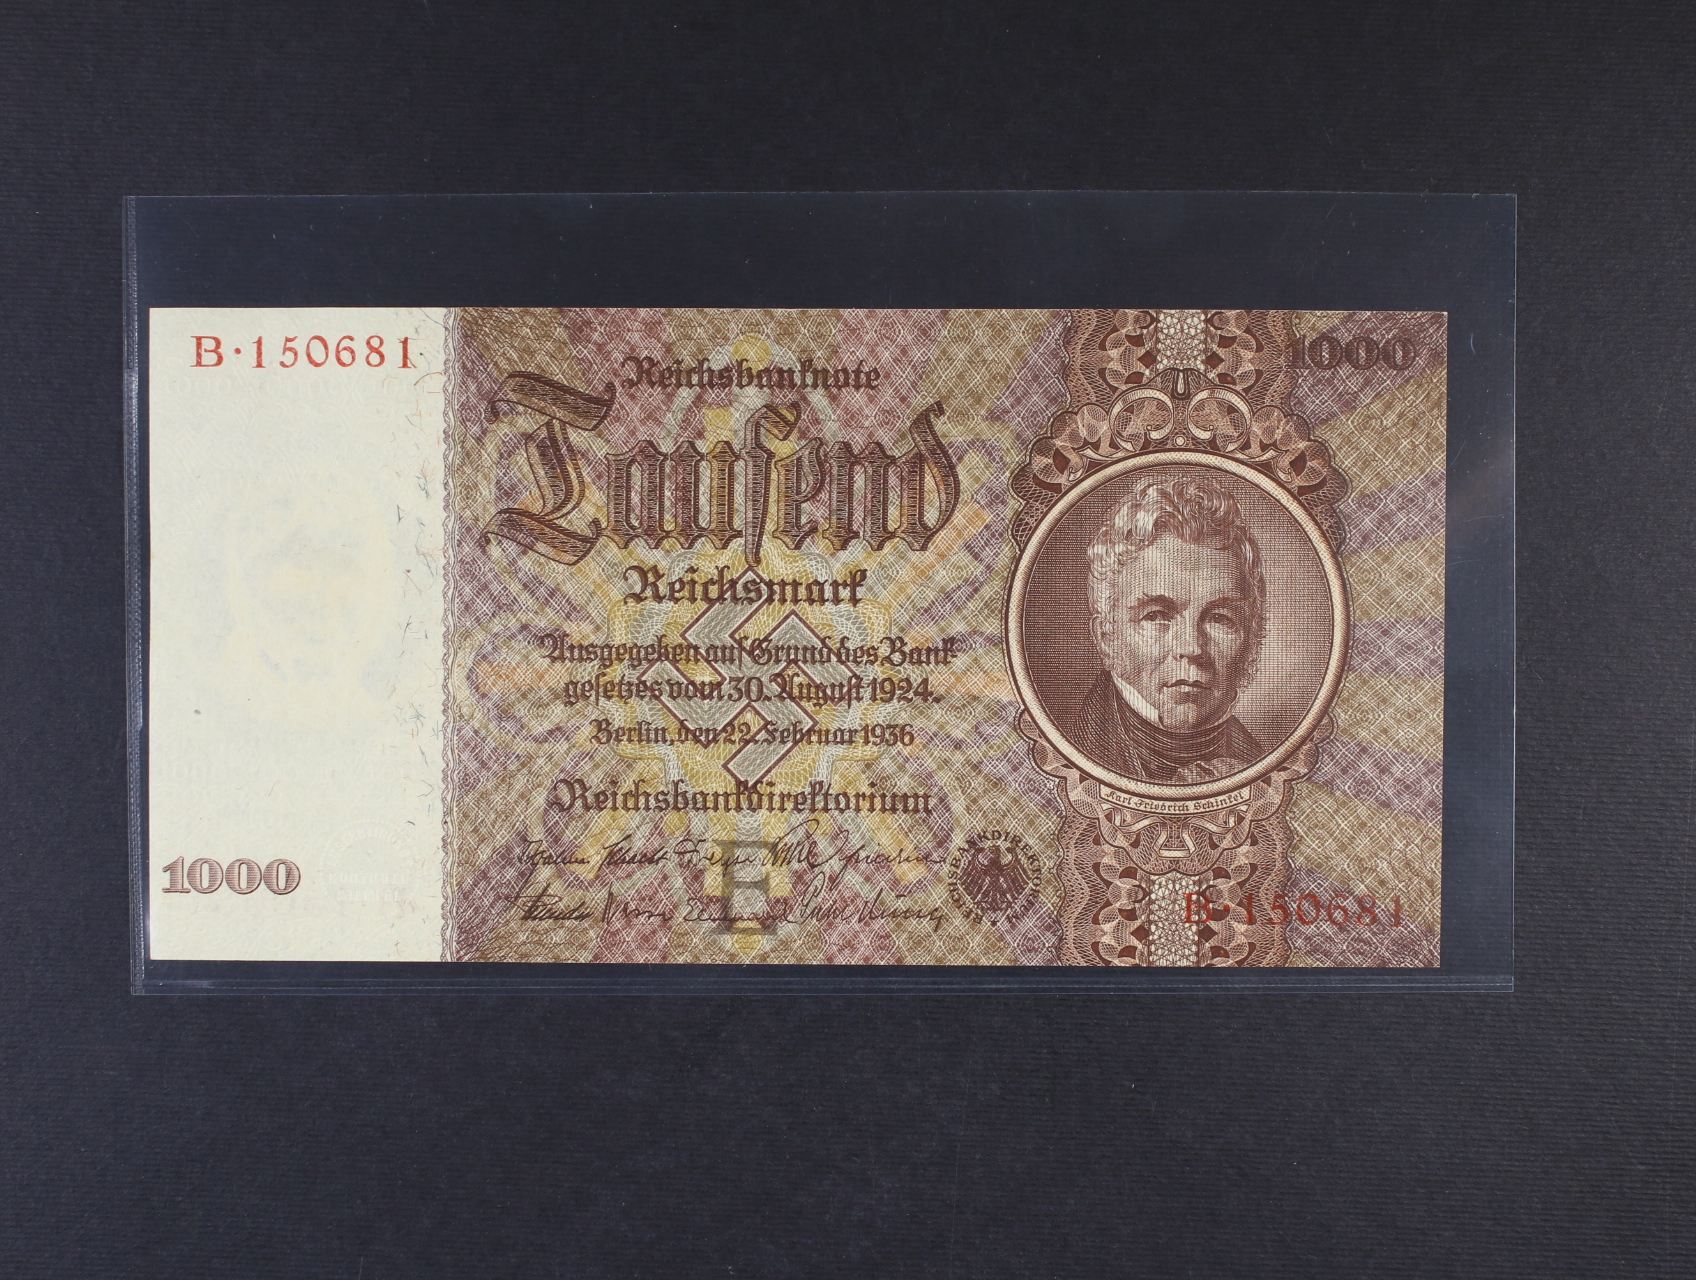 B·150681
1000
Reichsbanknote
Tausend
Reichsmark
Ausgegeben auf Grund des Bank
gesetzes vom 30. August 1924.
Berlin, den 22. Februar 1936
Reichsbankdirektorium
E
REICHSBANKDIREKTORIUM
Karl Friedrich Schinkel
B·150681
1000